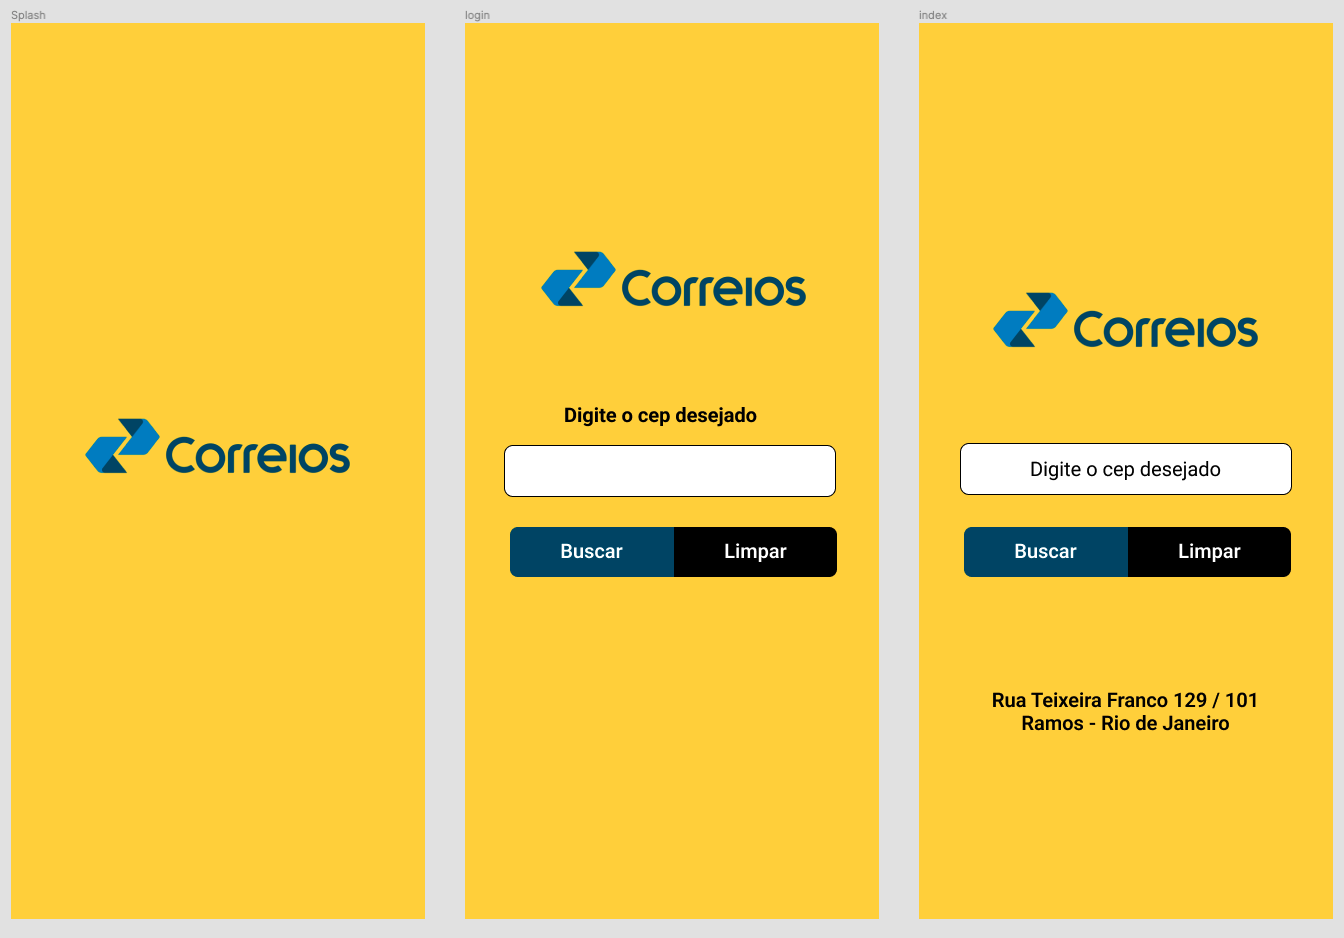 Splash
Correios
login
Correios
Digite o cep desejado
Buscar
Limpar
index
Correios
Digite o cep desejado
Buscar
Limpar
Rua Teixeira Franco 129 / 101
Ramos - Rio de Janeiro